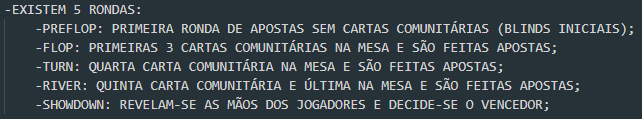 -EXISTEM 5 RONDAS:
-PREFLOP: PRIMEIRA RONDA DE APOSTAS SEM CARTAS COMUNITÁRIAS (BLINDS INICIAIS);
-FLOP: PRIMEIRAS 3 CARTAS COMUNITÁRIAS NA MESA E SÃO FEITAS APOSTAS;
-TURN: QUARTA CARTA COMUNITÁRIA NA MESA E SÃO FEITAS APOSTAS;
-RIVER: QUINTA CARTA COMUNITÁRIA E ÚLTIMA NA MESA E SÃO FEITAS APOSTAS;
-SHOWDOWN: REVELAM-SE AS MÃOS DOS JOGADORES E DECIDE-SE O VENCEDOR;